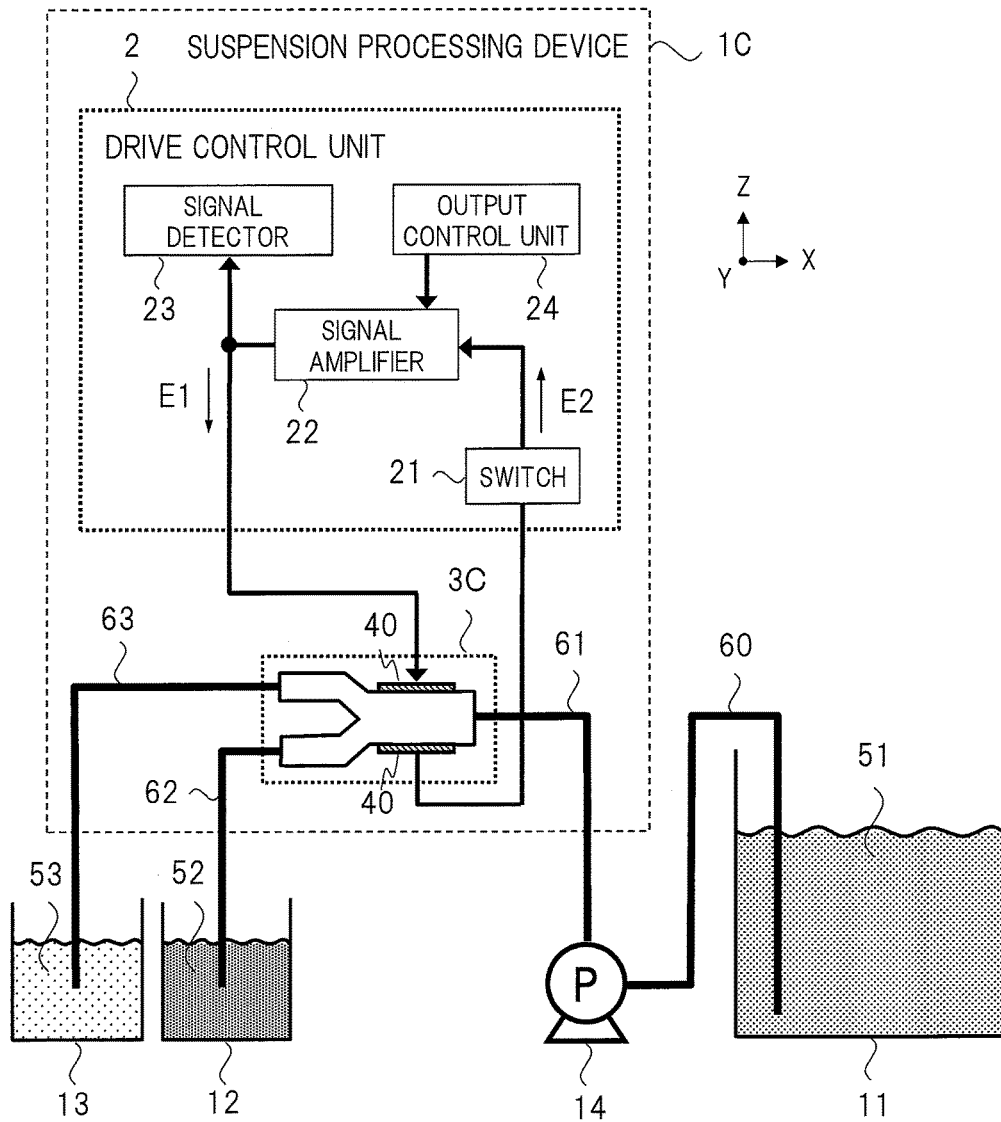 2
SUSPENSION PROCESSING DEVICE
1C
DRIVE CONTROL UNIT
SIGNAL
DETECTOR
OUTPUT
CONTROL UNIT
23
24
SIGNAL
AMPLIFIER
22
E1
E2
21
SWITCH
Z
Y
X
3C
63
40
61
60
62
40
51
53
52
P
13
12
14
11